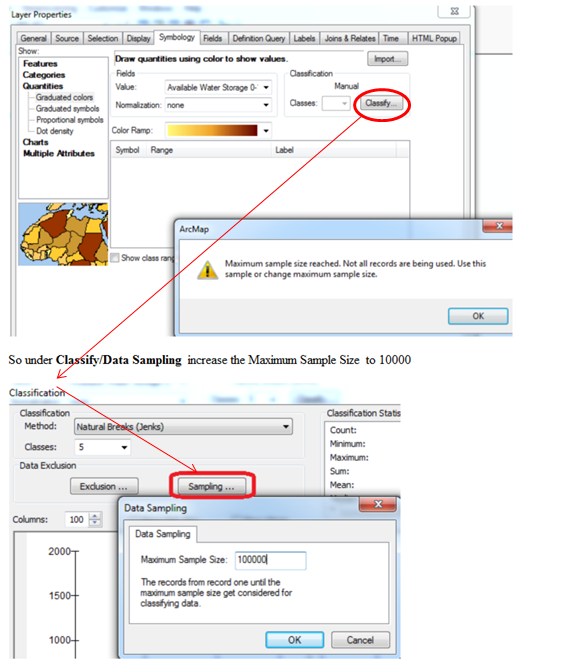 Layer Properties
General Source Selection Display Symbology Fields Definition Query Labels Joins & Relates Time HTML Popup
Show:
Features
Categories
Quantities
Graduated colors
Graduated symbols
Proportional symbols
Dot density
Charts
Multiple Attributes
Draw quantities using color to show values.
Import...
Fields
Value: Available Water Storage 0-
Normalization: none
Classification
Manual
Classes:
Classify...
Color Ramp:
Symbol Range Label
Show class rang
ArcMap
Maximum sample size reached. Not all records are being used. Use this
sample or change maximum sample size.
OK
So under Classify/Data Sampling increase the Maximum Sample Size to 10000
Classification
Classification
Method: Natural Breaks (Jenks)
Classes: 5
Data Exclusion
Exclusion ...
Sampling ...
Classification Statis
Count:
Minimum:
Maximum:
Sum:
Mean:
Columns: 100
2000
1500
1000
Data Sampling
Data Sampling
Maximum Sample Size: 100000
The records from record one until the
maximum sample size get considered for
classifying data.
OK Cancel